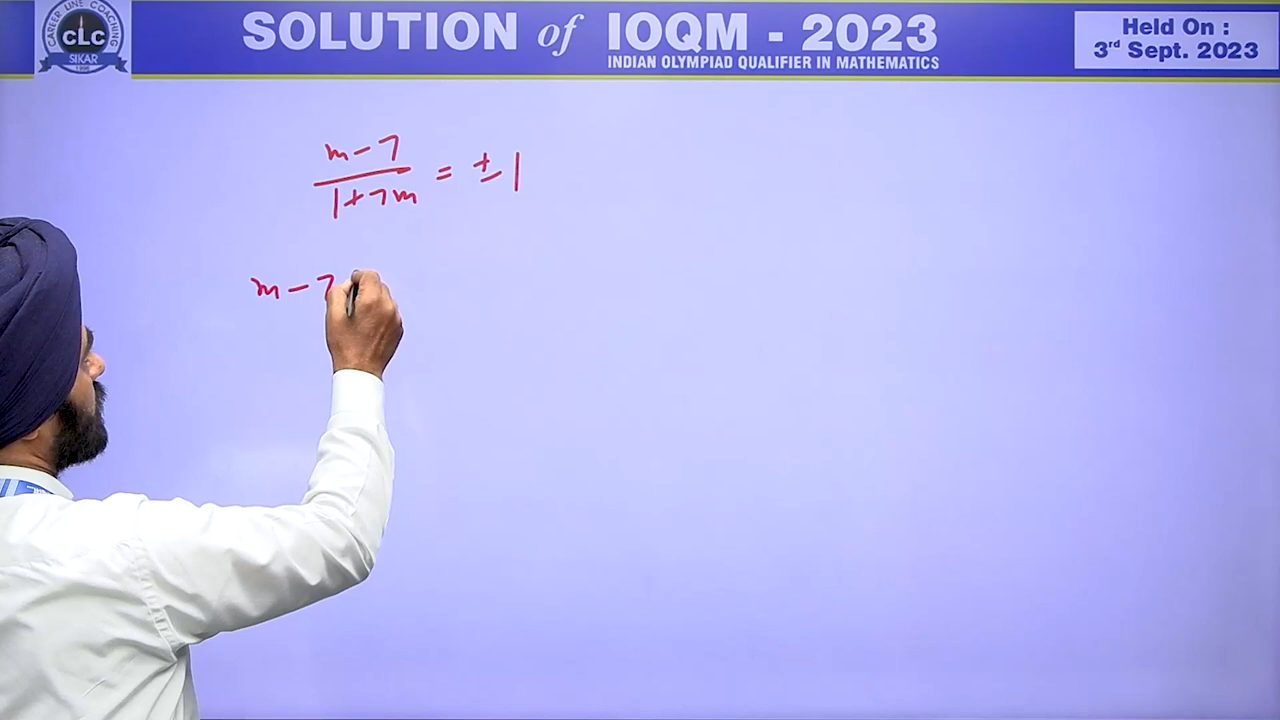 CAREER LINE COACHING
CLC
SIKAR
SOLUTION of IOQM - 2023
INDIAN OLYMPIAD QUALIFIER IN MATHEMATICS
Held On :
3rd Sept. 2023
m-7
1+7m
= ±1
m-7